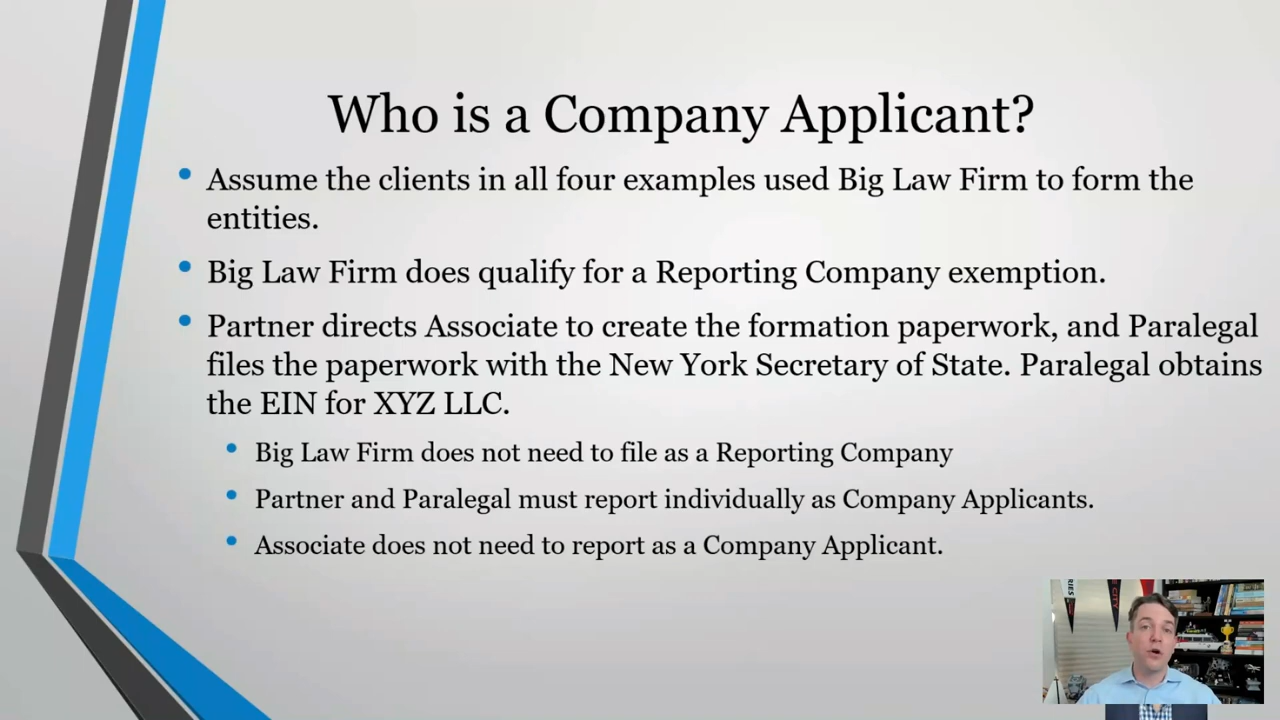 Who is a Company Applicant?
Assume the clients in all four examples used Big Law Firm to form the
entities.
Big Law Firm does qualify for a Reporting Company exemption.
Partner directs Associate to create the formation paperwork, and Paralegal
files the paperwork with the New York Secretary of State. Paralegal obtains
the EIN for XYZ LLC.
Big Law Firm does not need to file as a Reporting Company
Partner and Paralegal must report individually as Company Applicants.
Associate does not need to report as a Company Applicant.